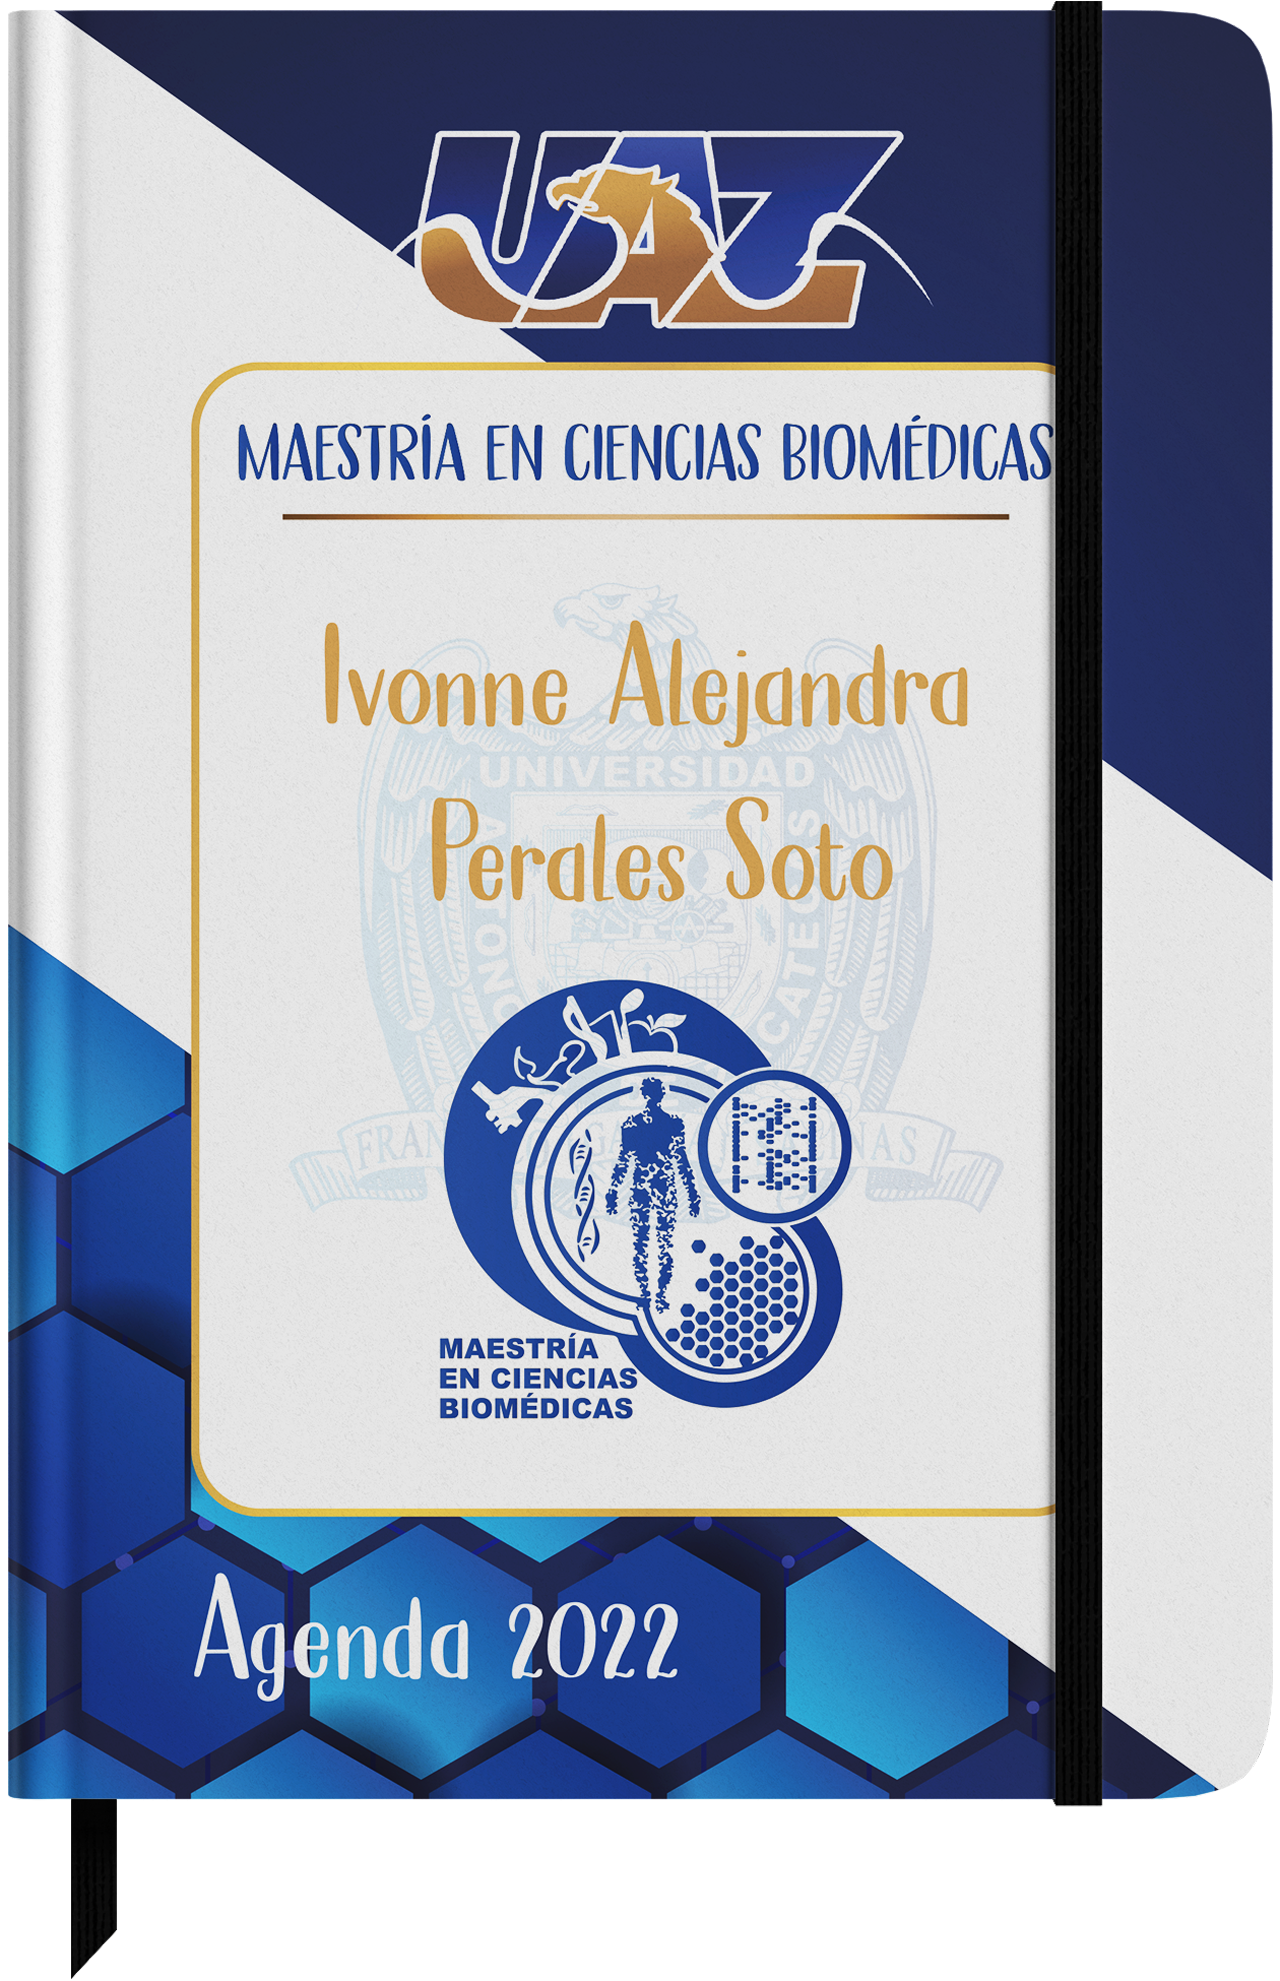 UAZ
MAESTRÍA EN CIENCIAS BIOMÉDICAS
Ivonne Alejandra
UNIVERSIDAD
Perales Soto
MAESTRÍA
EN CIENCIAS
BIOMÉDICAS
Agenda 2022